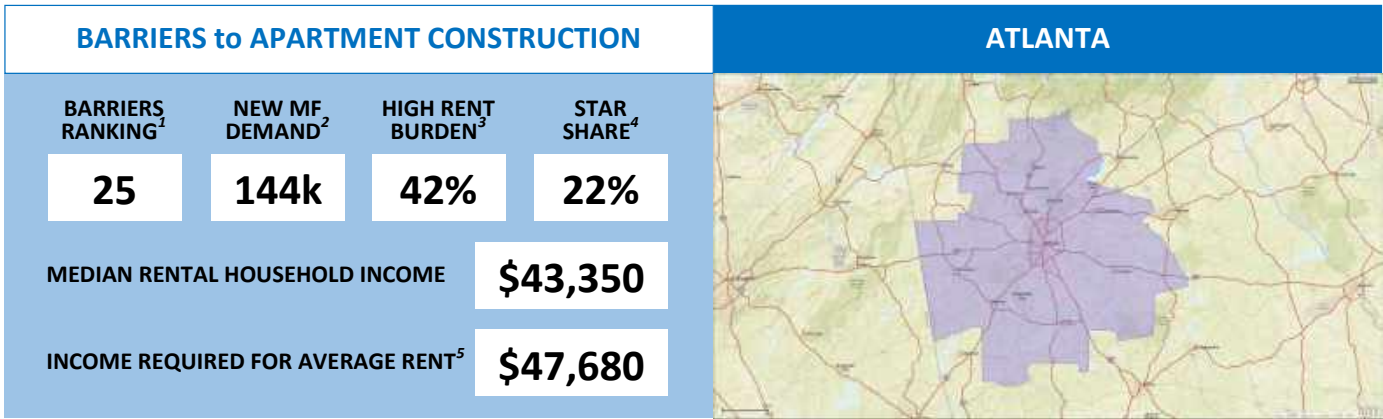 BARRIERS to APARTMENT CONSTRUCTION
ATLANTA
BARRIERS
RANKING1
NEW MF
DEMAND2
HIGH RENT
BURDEN3
STAR
SHARE4
25
144k
42%
22%
MEDIAN RENTAL HOUSEHOLD INCOME
$43,350
INCOME REQUIRED FOR AVERAGE RENT5
$47,680